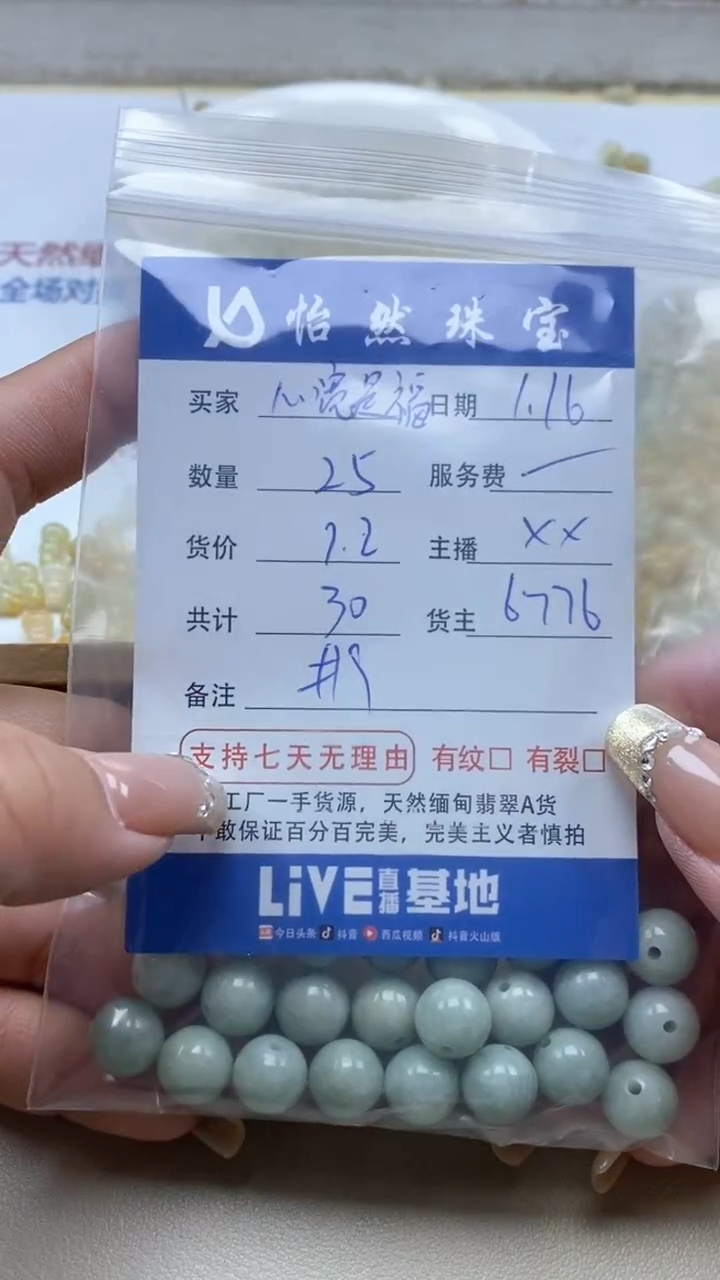 天然缅
全场对
怡然珠宝
买家 心宽是福 日期 1.16
数量 25 服务费
货价 1.2 主播 XX
共计 30 货主 6776
备注
支持七天无理由 有纹□ 有裂□
工厂一手货源，天然缅甸翡翠A货
敢保证百分百完美，完美主义者慎拍
LiVE直播基地
今日头条 抖音 西瓜视频 抖音火山版